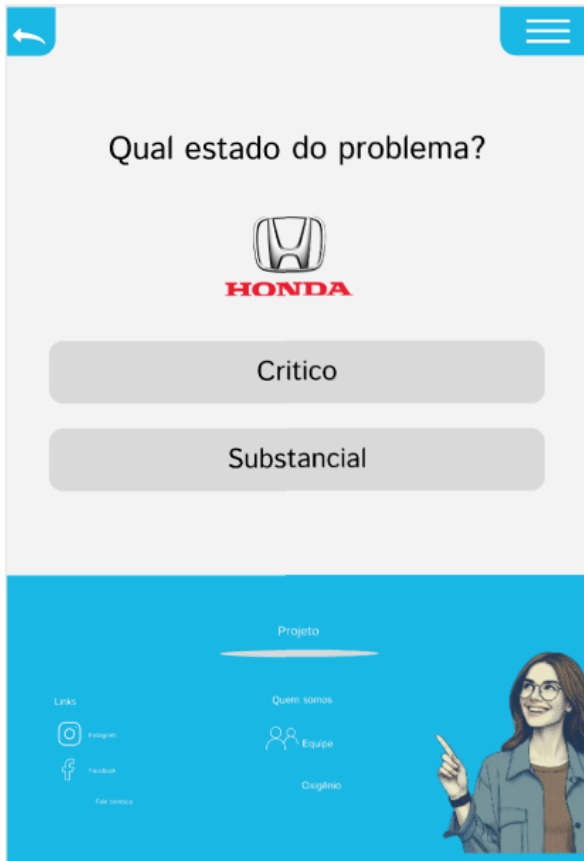 Qual estado do problema?
HONDA
Critico
Substancial
Projeto
Links
Quem somos
Instagram
Equipe
Facebook
Oxigênio
Fale conosco